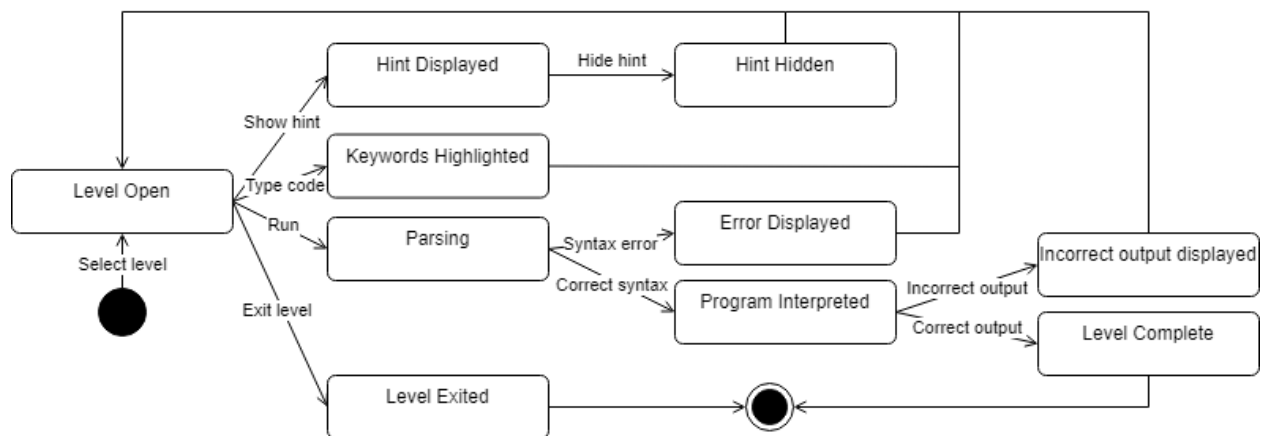 Hint Displayed
Hide hint
Hint Hidden
Show hint
Keywords Highlighted
Level Open
Type code
Run
Parsing
Syntax error
Error Displayed
Select level
Correct syntax
Program Interpreted
Incorrect output
Incorrect output displayed
Exit level
Correct output
Level Complete
Level Exited